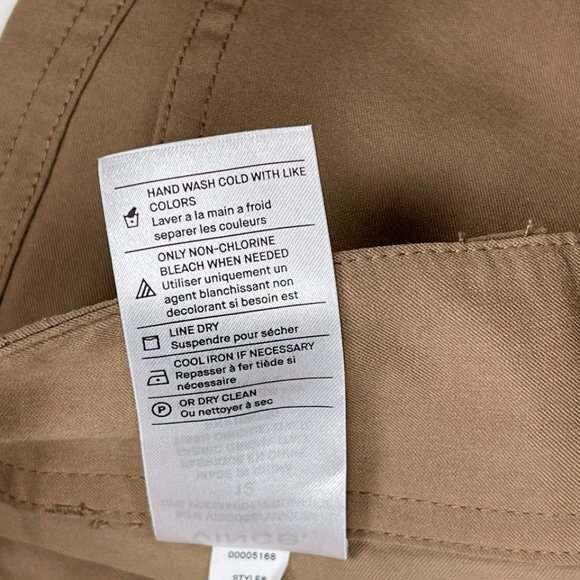 HAND WASH COLD WITH LIKE
COLORS
Laver a la main a froid
separer les couleurs
ONLY NON-CHLORINE
BLEACH WHEN NEEDED
Utiliser uniquement un
agent blanchissant non
decolorant si besoin est
LINE DRY
Suspendre pour sécher
COOL IRON IF NECESSARY
Repasser à fer tiède si
nécessaire
P
OR DRY CLEAN
Ou nettoyer à sec
VINCE.
00005168
STYLE#